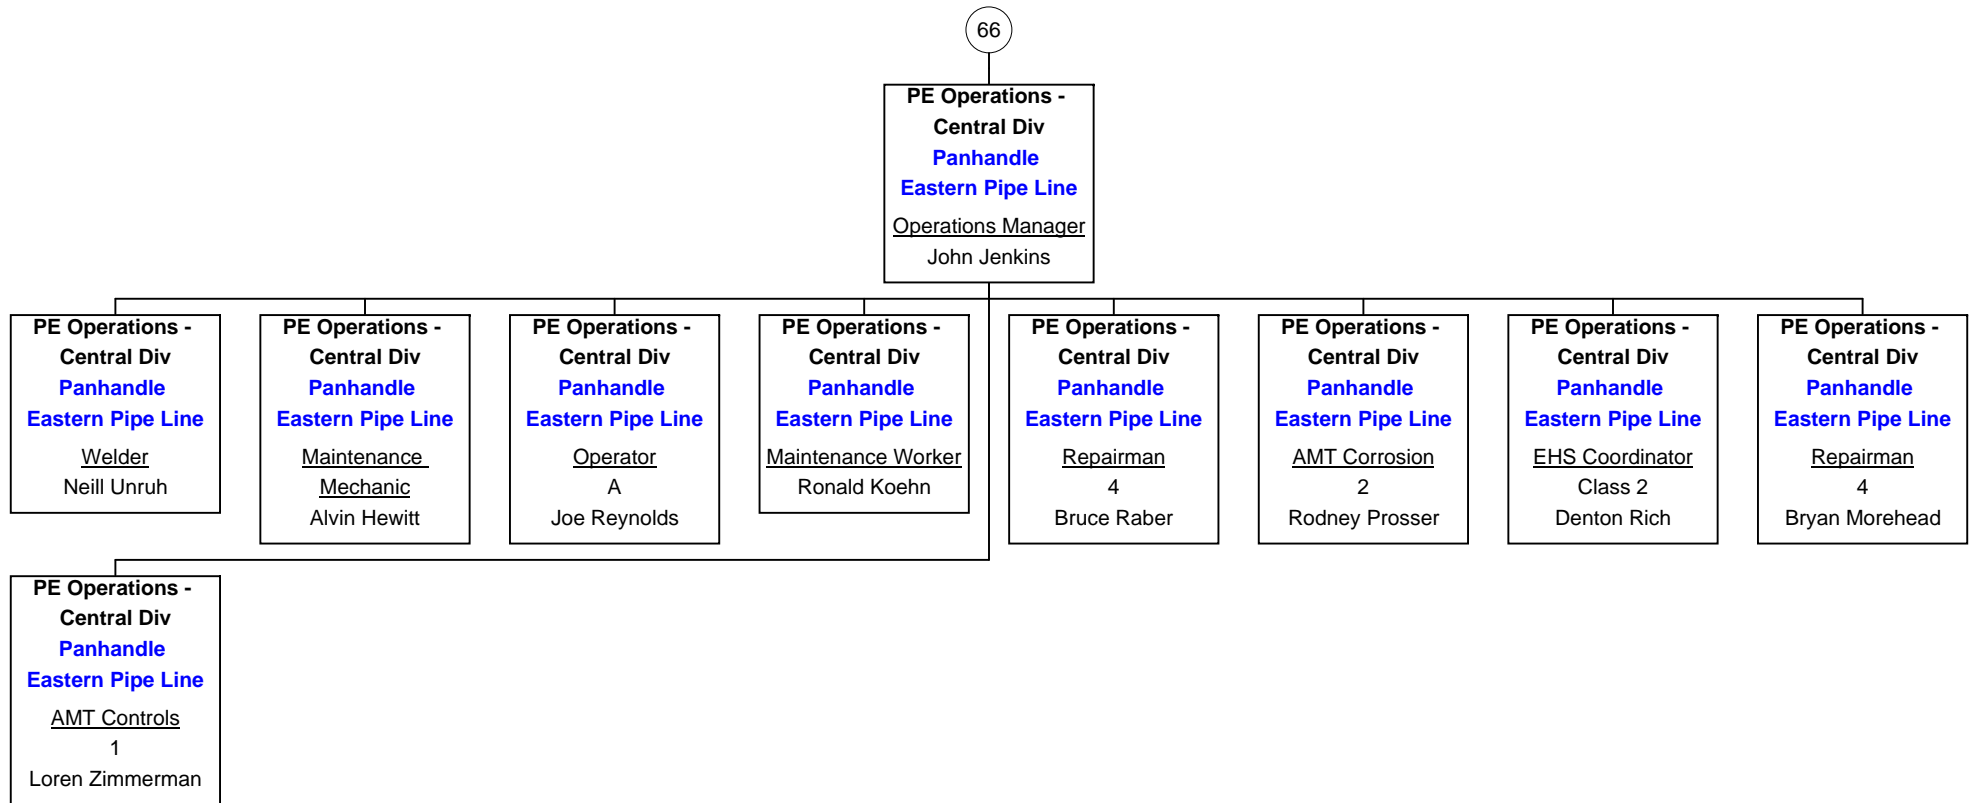 66
PE Operations -
Central Div
Panhandle
Eastern Pipe Line
Operations Manager
John Jenkins
PE Operations -
Central Div
Panhandle
Eastern Pipe Line
Welder
Neill Unruh
PE Operations -
Central Div
Panhandle
Eastern Pipe Line
Maintenance
Mechanic
Alvin Hewitt
PE Operations -
Central Div
Panhandle
Eastern Pipe Line
Operator
A
Joe Reynolds
PE Operations -
Central Div
Panhandle
Eastern Pipe Line
Maintenance Worker
Ronald Koehn
PE Operations -
Central Div
Panhandle
Eastern Pipe Line
Repairman
4
Bruce Raber
PE Operations -
Central Div
Panhandle
Eastern Pipe Line
AMT Corrosion
2
Rodney Prosser
PE Operations -
Central Div
Panhandle
Eastern Pipe Line
EHS Coordinator
Class 2
Denton Rich
PE Operations -
Central Div
Panhandle
Eastern Pipe Line
Repairman
4
Bryan Morehead
PE Operations -
Central Div
Panhandle
Eastern Pipe Line
AMT Controls
1
Loren Zimmerman